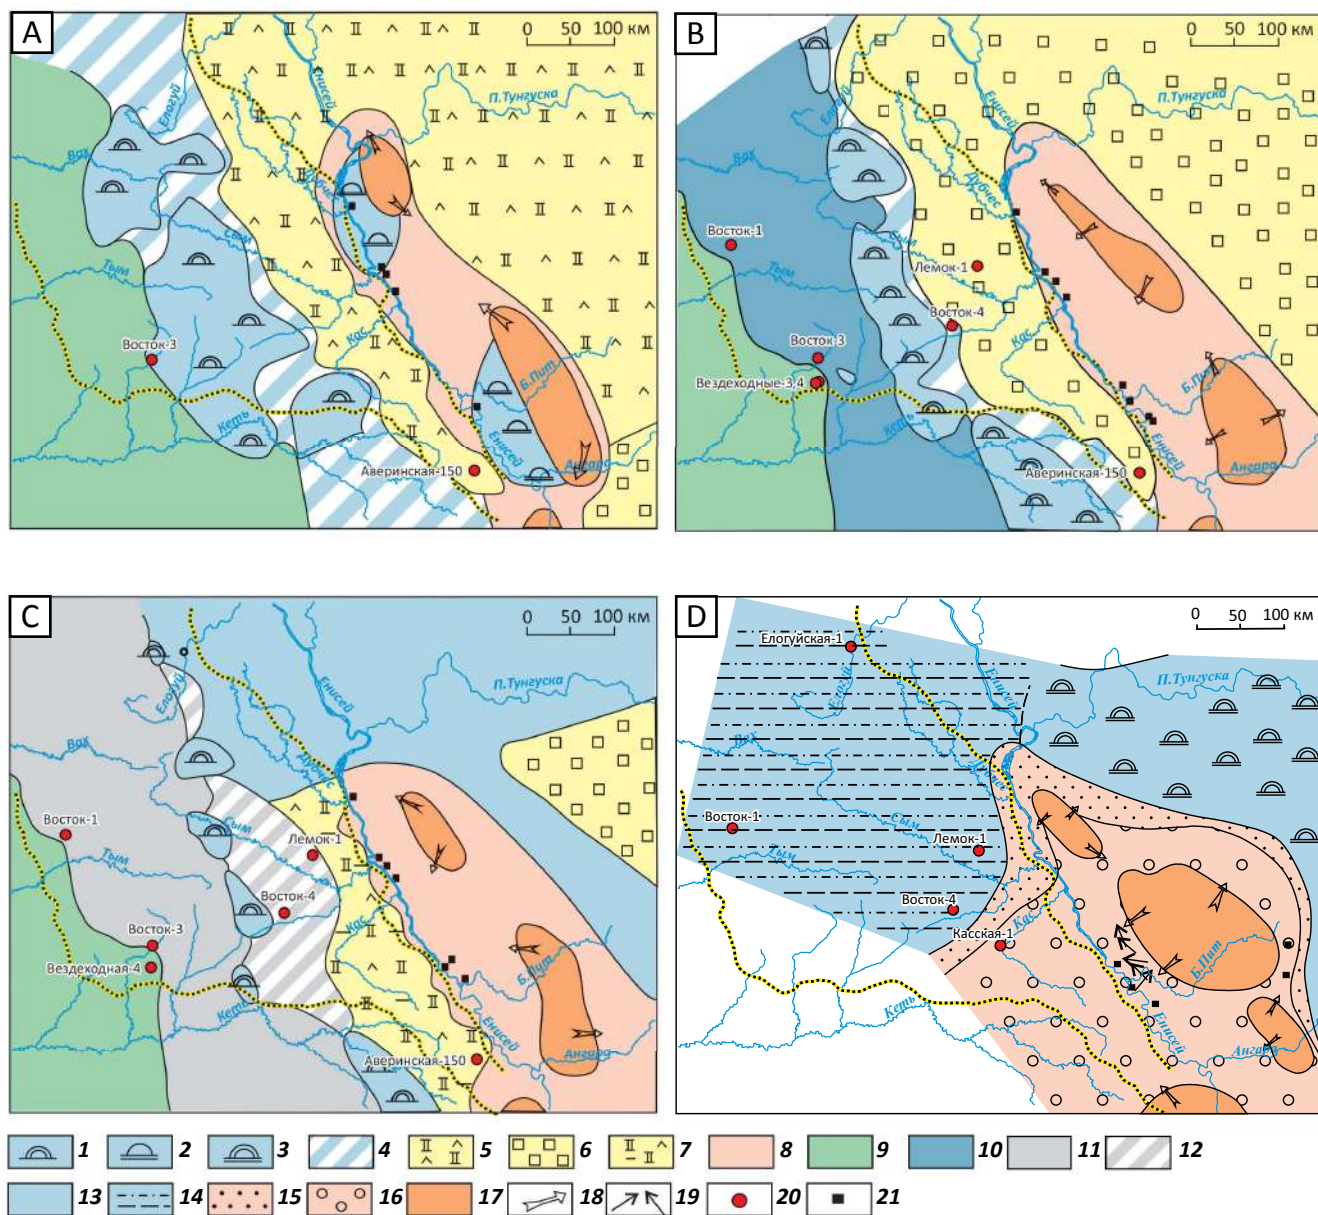 A
0 50 100 км
Енисей
Елогуй
П.Тунгуска
Вах
Дубчес
Сым
Тым
Кас
Восток-3
Б.Пит
Кеть
Енисей
Аверинская-150
Ангара
B
0 50 100 км
Енисей
П.Тунгуска
Елогуй
Вах
Дубчес
Восток-1
Сым
Лемок-1
Тым
Восток-4
Кас
Восток-3
Вездеходные-3,4
Б.Пит
Кеть
Енисей
Аверинская-150
Ангара
C
0 50 100 км
Енисей
Елогуй
П.Тунгуска
Вах
Дубчес
Восток-1
Сым
Лемок-1
Тым
Восток-4
Кас
Восток-3
Вездеходная-4
Б.Пит
Кеть
Енисей
Аверинская-150
Ангара
D
0 50 100 км
Елогуйская-1
Енисей
П.Тунгуска
Елогуй
Вах
Восток-1
Сым
Лемок-1
Тым
Восток-4
Кас
Касская-1
Б.Пит
Кеть
Енисей
Ангара
1 2 3 4 5 6 7 8 9 10 11 12
13 14 15 16 17 18 19 20 21